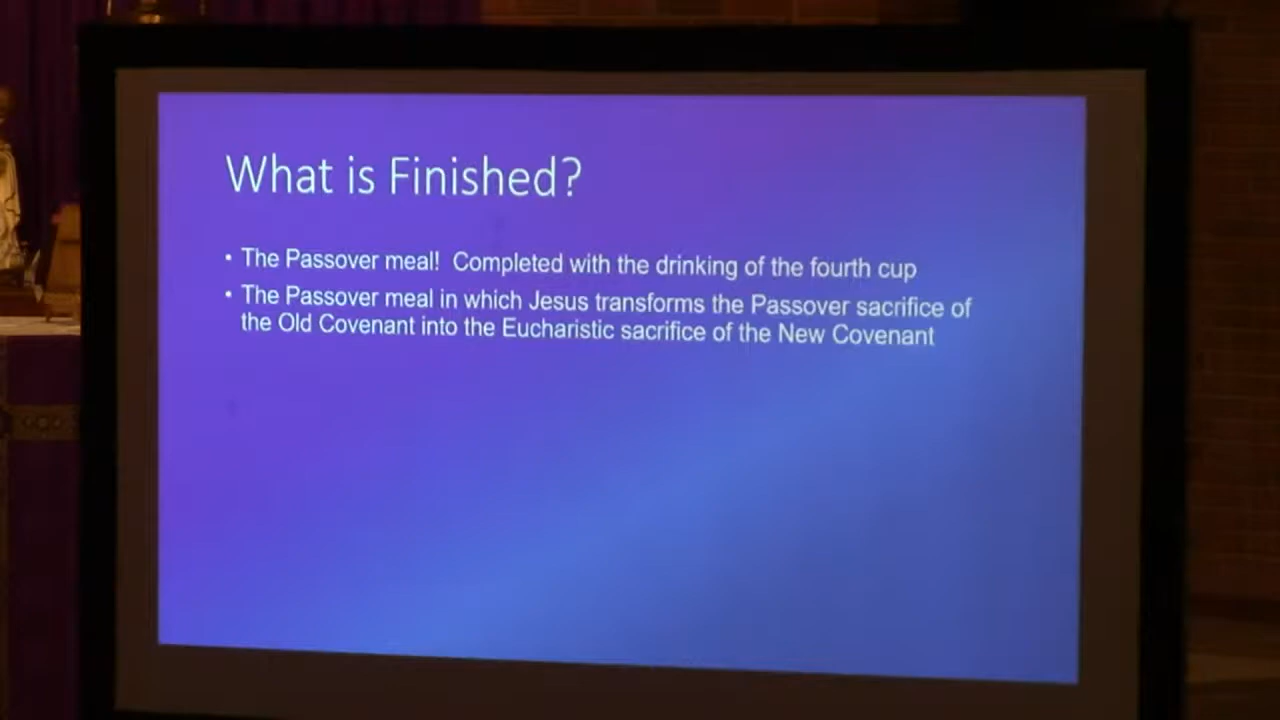 What is Finished?
• The Passover meal!  Completed with the drinking of the fourth cup
• The Passover meal in which Jesus transforms the Passover sacrifice of
the Old Covenant into the Eucharistic sacrifice of the New Covenant